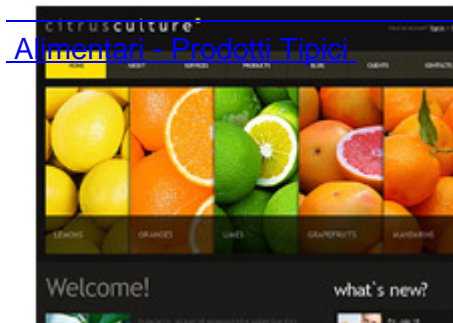 citrusculture
Alimentari - Prodotti Tipici
HOME ABOUT SERVICES PRODUCTS BLOG CLIENTS CONTACTS
LEMONS ORANGES LIMES GRAPEFRUITS MANDARINS
Welcome! what's new?